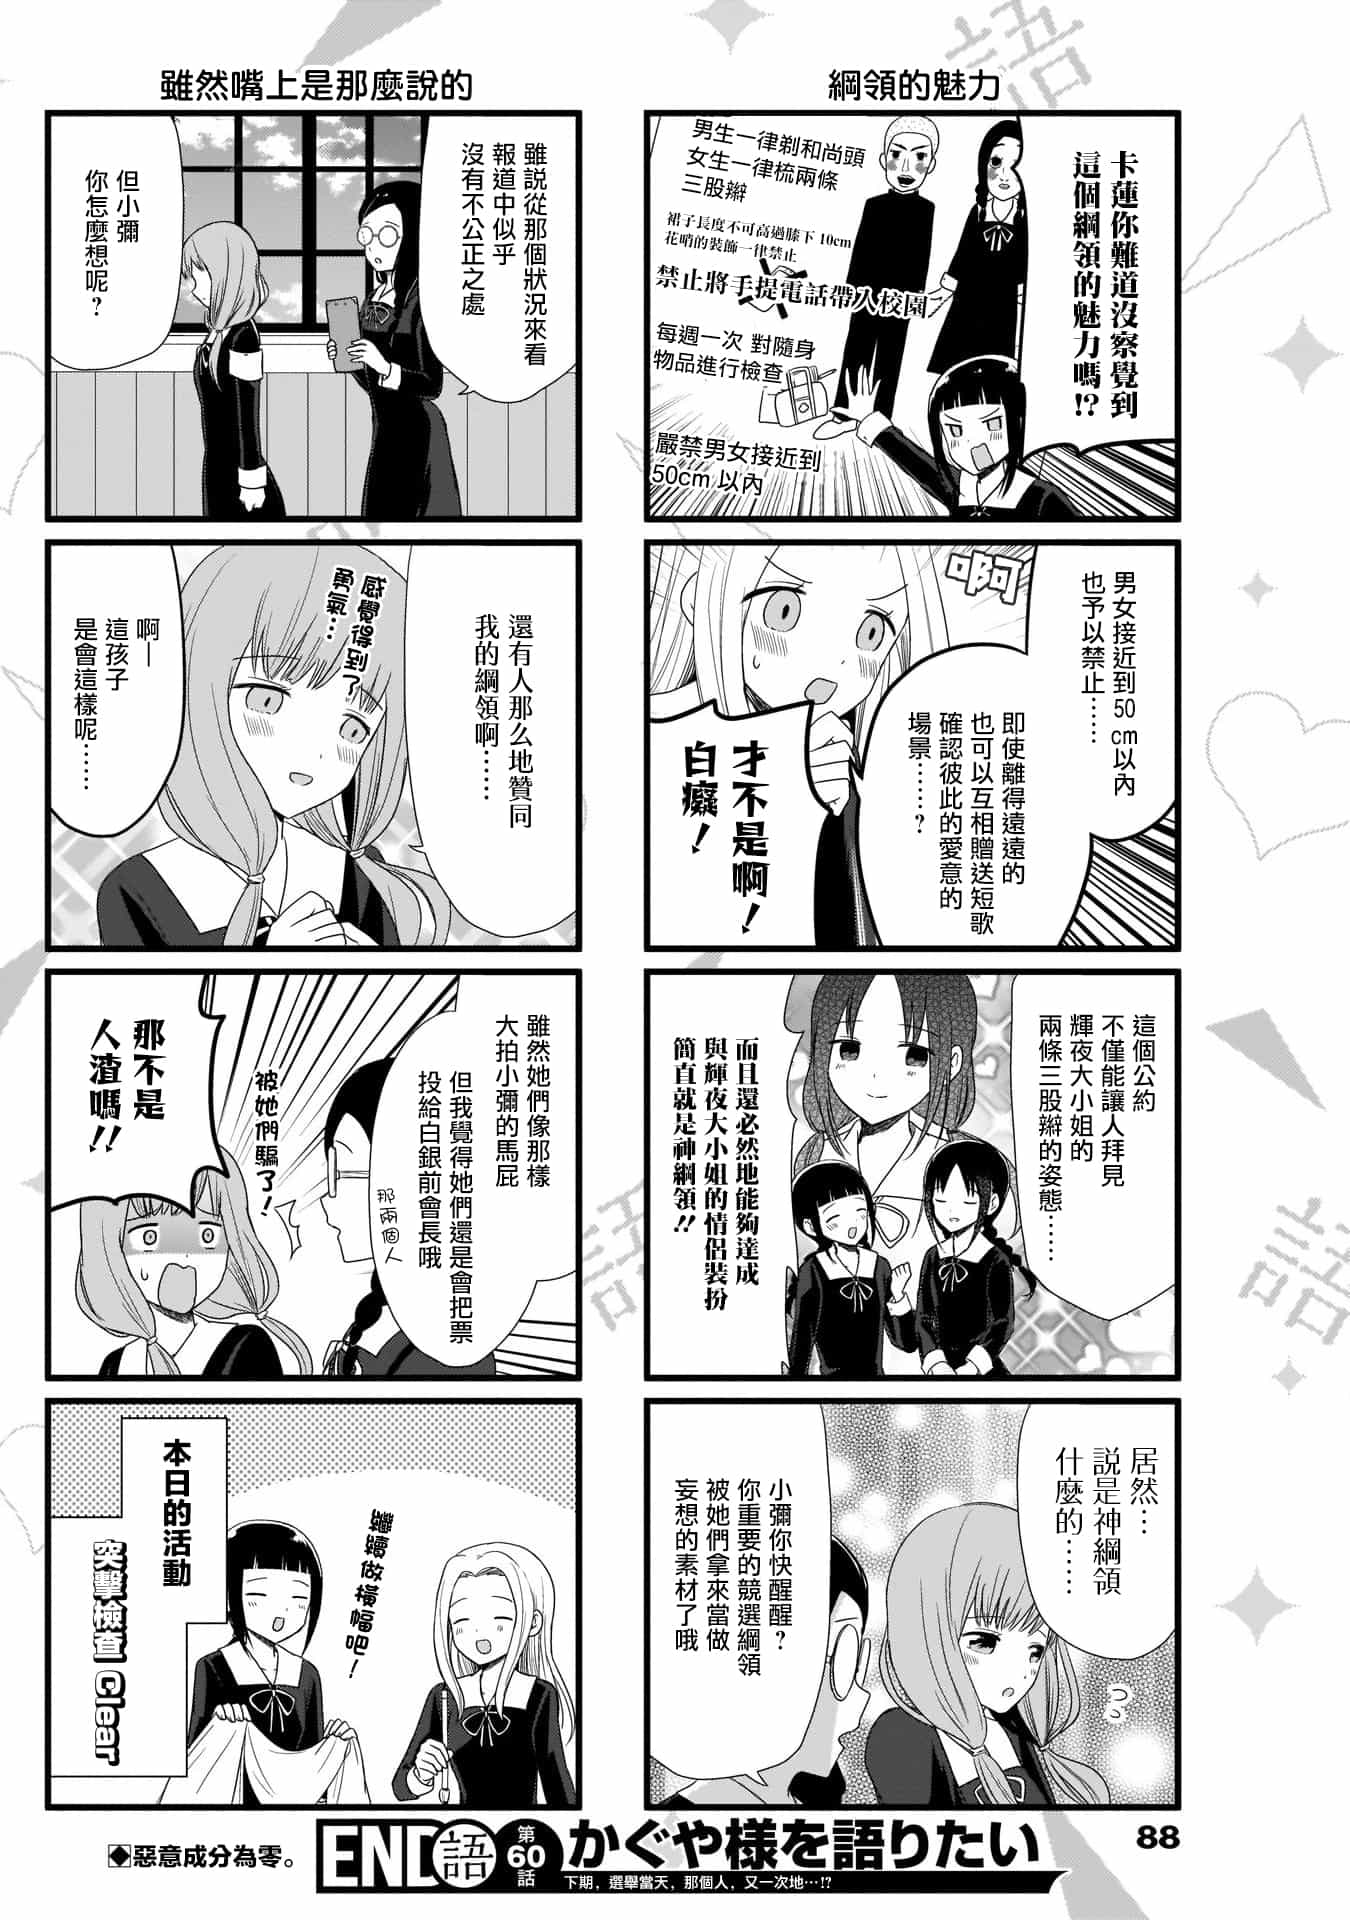 綱領的魅力
卡蓮你難道沒察覺到
這個綱領的魅力嗎!?
男生一律剃和尚頭
女生一律梳兩條
三股辮
裙子長度不可高過膝下 10cm
花哨的裝飾一律禁止
禁止將手提電話帶入校園
每週一次 對隨身
物品進行檢查
嚴禁男女接近到
50cm 以內
啊
男女接近到50cm以內
也予以禁止……
即使離得遠遠的
也可以互相贈送短歌
確認彼此的愛意的
場景……?
才不是啊!
白癡!
這個公約
不僅能讓人拜見
輝夜大小姐的
兩條三股辮的姿態……
而且還必然地能夠達成
與輝夜大小姐的情侶裝扮
簡直就是神綱領!!
居然…
說是神綱領
什麼的……
小彌你快醒醒?
你重要的競選綱領
被她們拿來當做
妄想的素材了哦
雖然嘴上是那麼說的
雖說從那個狀況來看
報道中似乎
沒有不公正之處
但小彌
你怎麼想呢?
還有人那么地贊同
我的綱領啊……
感覺得到了
勇氣…
啊—
這孩子
是會這樣呢……
雖然她們像那樣
大拍小彌的馬屁
但我覺得她們還是會把票
投給白銀前會長哦
那兩個人
被她們騙了!
那不是
人渣嗎!!
繼續做橫幅吧!
本日的活動
突擊檢查 Clear
◆惡意成分為零。
END
語
第60話
かぐや様を語りたい
下期，選舉當天，那個人，又一次地…!?
88
語
語
語